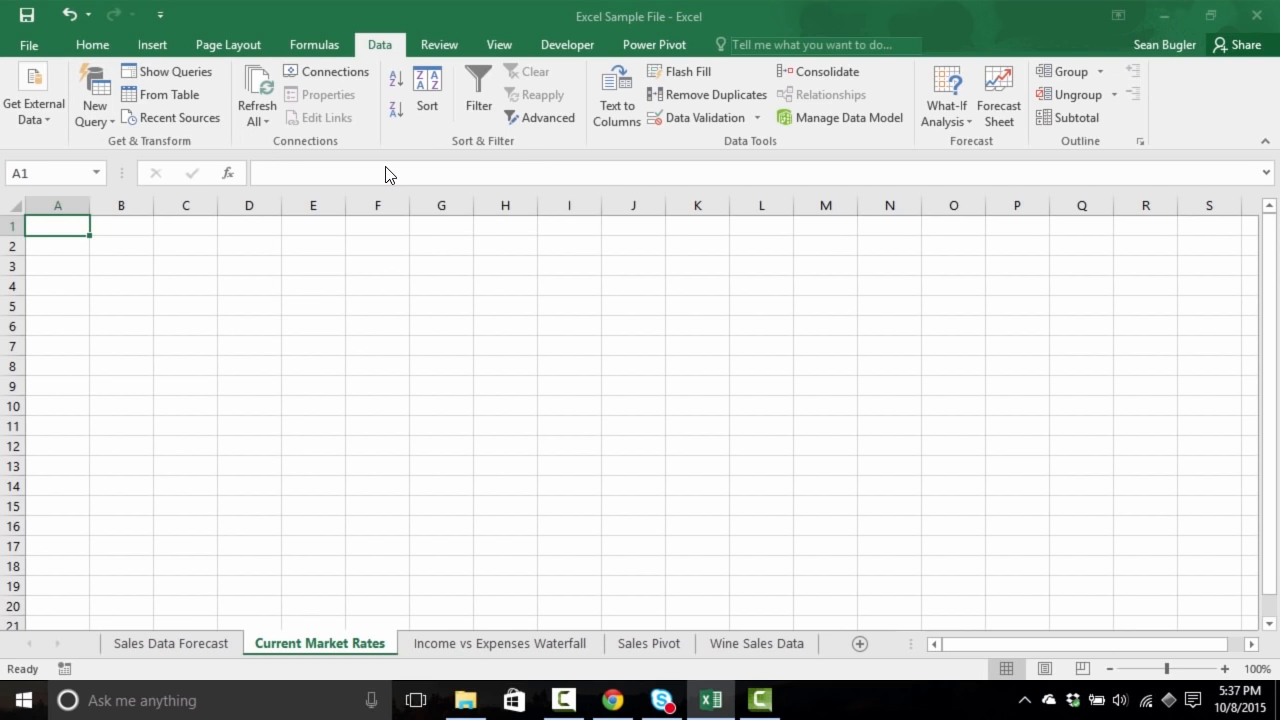 Excel Sample File - Excel
File Home Insert Page Layout Formulas Data Review View Developer Power Pivot Tell me what you want to do... Sean Bugler Share
Get External Data
New Query
Show Queries
From Table
Recent Sources
Get & Transform
Refresh All
Connections
Properties
Edit Links
Connections
Sort
Filter
Clear
Reapply
Advanced
Sort & Filter
Text to Columns
Flash Fill
Remove Duplicates
Data Validation
Consolidate
Relationships
Manage Data Model
Data Tools
What-If Analysis
Forecast Sheet
Forecast
Group
Ungroup
Subtotal
Outline
A1 fx
A B C D E F G H I J K L M N O P Q R S
1
2
3
4
5
6
7
8
9
10
11
12
13
14
15
16
17
18
19
20
21
Sales Data Forecast Current Market Rates Income vs Expenses Waterfall Sales Pivot Wine Sales Data
Ready 100%
Ask me anything
5:37 PM
10/8/2015